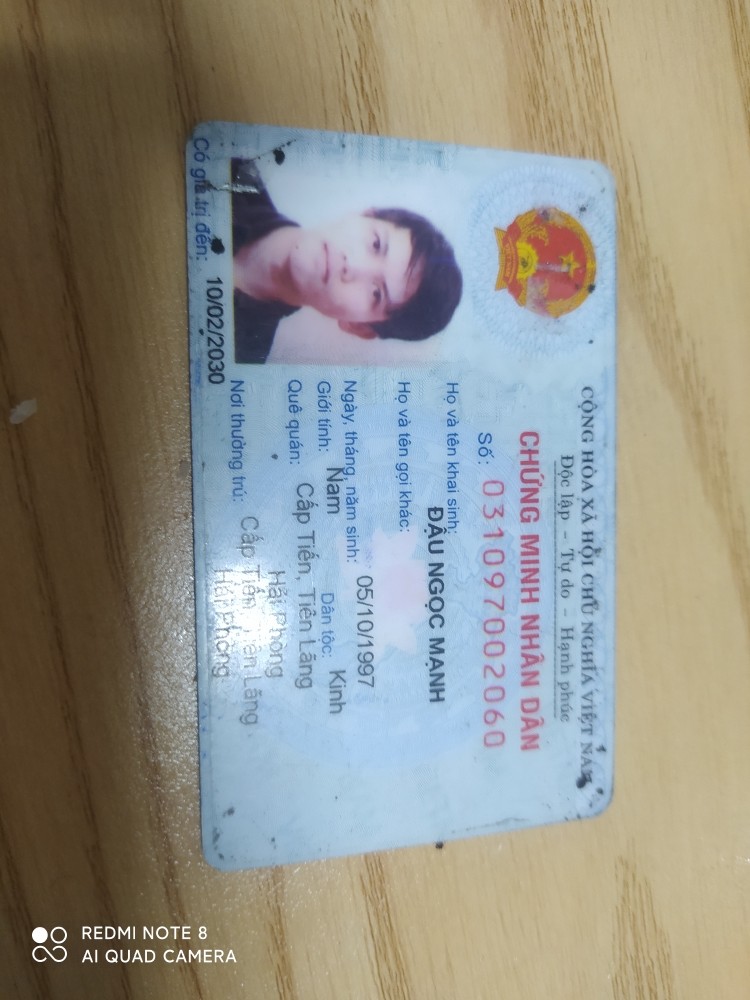 CỘNG HÒA XÃ HỘI CHỦ NGHĨA VIỆT NAM
Độc lập - Tự do - Hạnh phúc
CHỨNG MINH NHÂN DÂN
Số: 031097002060
Họ và tên khai sinh:
ĐẦU NGỌC MẠNH
Họ và tên gọi khác:
Ngày, tháng, năm sinh: 05/10/1997
Giới tính: Nam Dân tộc: Kinh
Quê quán: Cấp Tiến, Tiên Lãng
Hải Phòng
Nơi thường trú: Cấp Tiến, Tiên Lãng
Hải Phòng
Có giá trị đến: 10/02/2030
REDMI NOTE 8
AI QUAD CAMERA